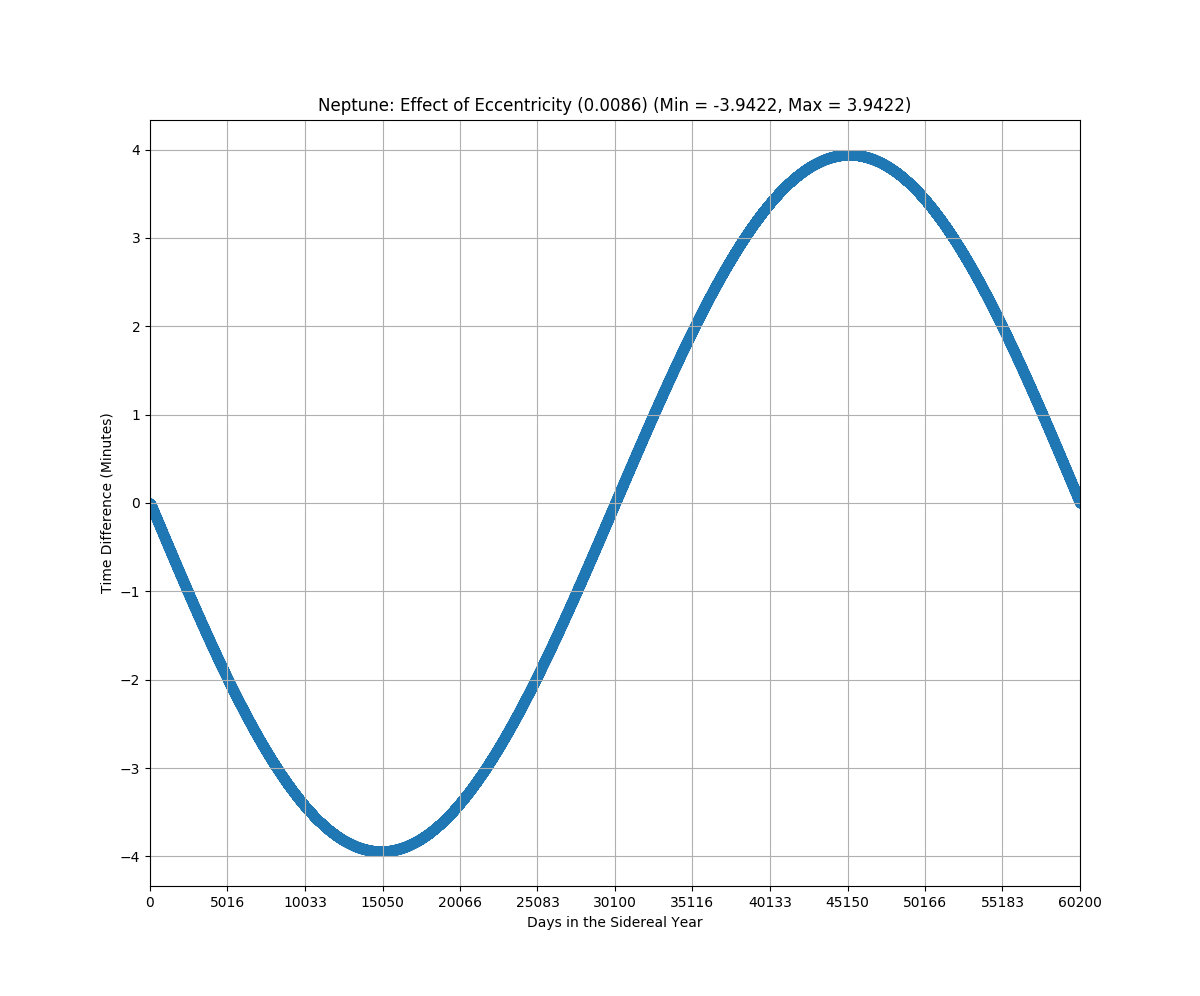 Neptune: Effect of Eccentricity (0.0086) (Min = -3.9422, Max = 3.9422)
4
3
2
1
0
−1
−2
−3
−4
Time Difference (Minutes)
0 5016 10033 15050 20066 25083 30100 35116 40133 45150 50166 55183 60200
Days in the Sidereal Year